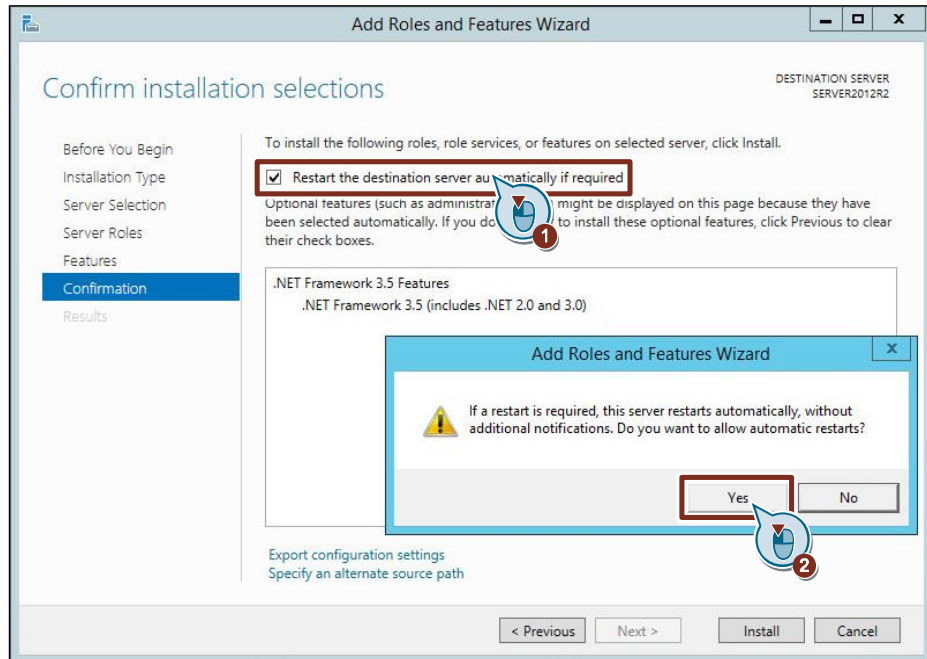 Add Roles and Features Wizard
Confirm installation selections
DESTINATION SERVER
SERVER2012R2
Before You Begin
Installation Type
Server Selection
Server Roles
Features
Confirmation
Results
To install the following roles, role services, or features on selected server, click Install.
Restart the destination server automatically if required
Optional features (such as administrat might be displayed on this page because they have
been selected automatically. If you do to install these optional features, click Previous to clear
their check boxes.
1
.NET Framework 3.5 Features
.NET Framework 3.5 (includes .NET 2.0 and 3.0)
Add Roles and Features Wizard
X
If a restart is required, this server restarts automatically, without
additional notifications. Do you want to allow automatic restarts?
Yes
No
2
Export configuration settings
Specify an alternate source path
< Previous
Next >
Install
Cancel